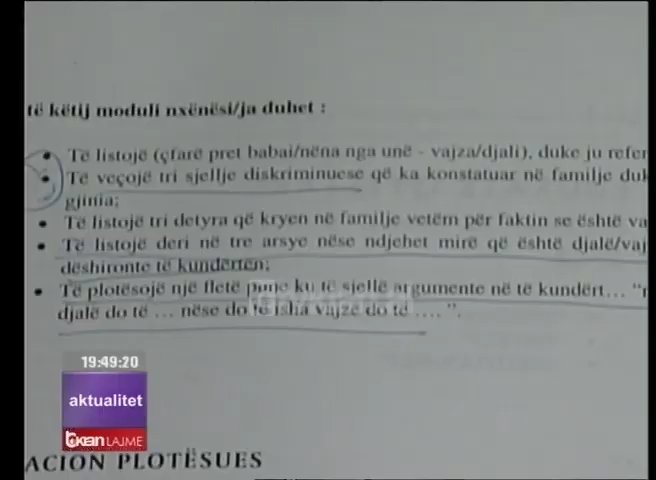 të këtij moduli nxënësi/ja duhet :
• Të listojë (çfarë pret babai/nëna nga unë - vajza/djali), duke ju refer
• Të veçojë tri sjellje diskriminuese që ka konstatuar në familje duk
gjinia;
• Të listojë tri detyra që kryen në familje vetëm për faktin se është va
• Të listojë deri në tre arsye nëse ndjehet mirë që është djalë/vaj
dëshironte të kundërtën;
• Të plotësojë një fletë pune ku të sjellë argumente në të kundërt... "n
djalë do të ... nëse do të isha vajzë do të ....".
19:49:20
aktualitet
LAJME
ACION PLOTËSUES